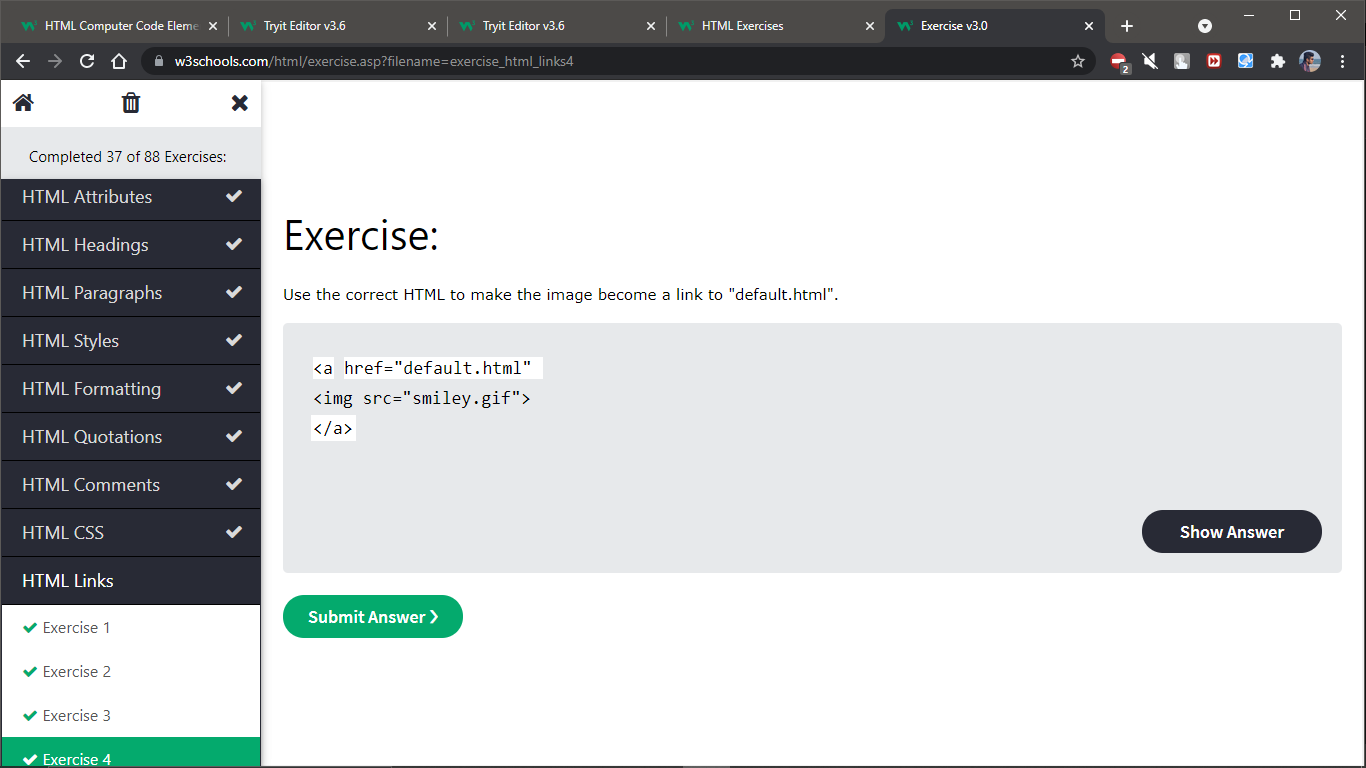 HTML Computer Code Eleme
Tryit Editor v3.6
Tryit Editor v3.6
HTML Exercises
Exercise v3.0
w3schools.com/html/exercise.asp?filename=exercise_html_links4
2
Completed 37 of 88 Exercises:
HTML Attributes
HTML Headings
HTML Paragraphs
HTML Styles
HTML Formatting
HTML Quotations
HTML Comments
HTML CSS
HTML Links
Exercise 1
Exercise 2
Exercise 3
Exercise 4
Exercise:
Use the correct HTML to make the image become a link to "default.html".
<a href="default.html"
<img src="smiley.gif">
</a>
Show Answer
Submit Answer ❯